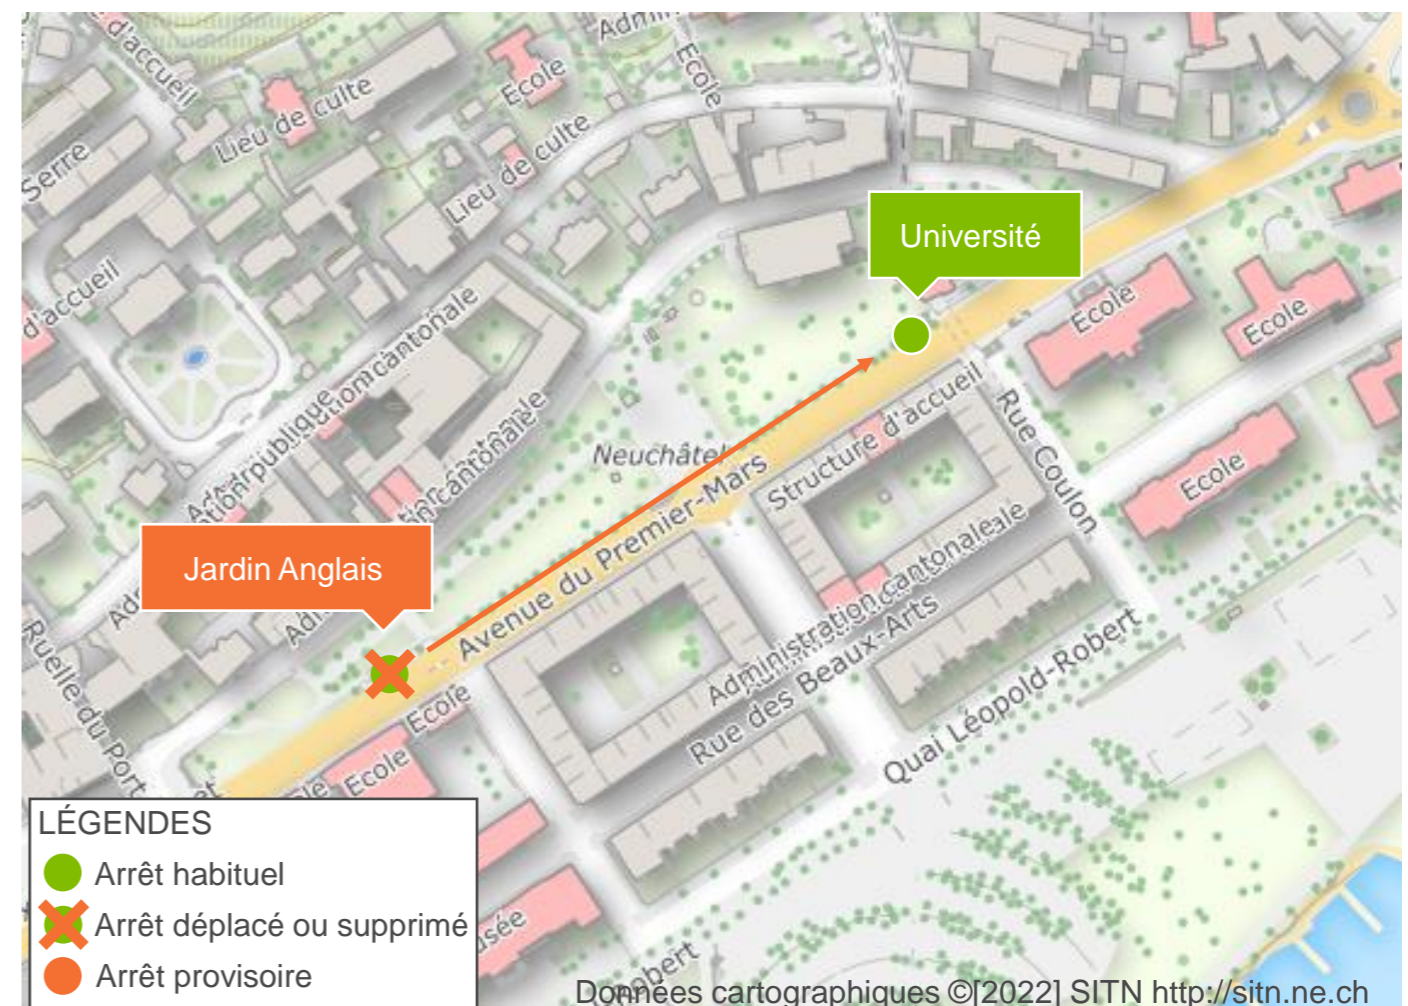 d'accueil
Admin
Ecole
Ecole
Lieu de culte
Lieu de culte
Serre
d'accueil
Université
Ecole
Ecole
Ecole
Neuchâtel
Structure d'accueil
Rue Coulon
Avenue du Premier-Mars
Jardin Anglais
Administration cantonale
Rue des Beaux-Arts
Quai Léopold-Robert
Ruelle du Port
Ecole
Ecole
LÉGENDES
Arrêt habituel
Arrêt déplacé ou supprimé
Arrêt provisoire
Données cartographiques ©[2022] SITN http://sitn.ne.ch